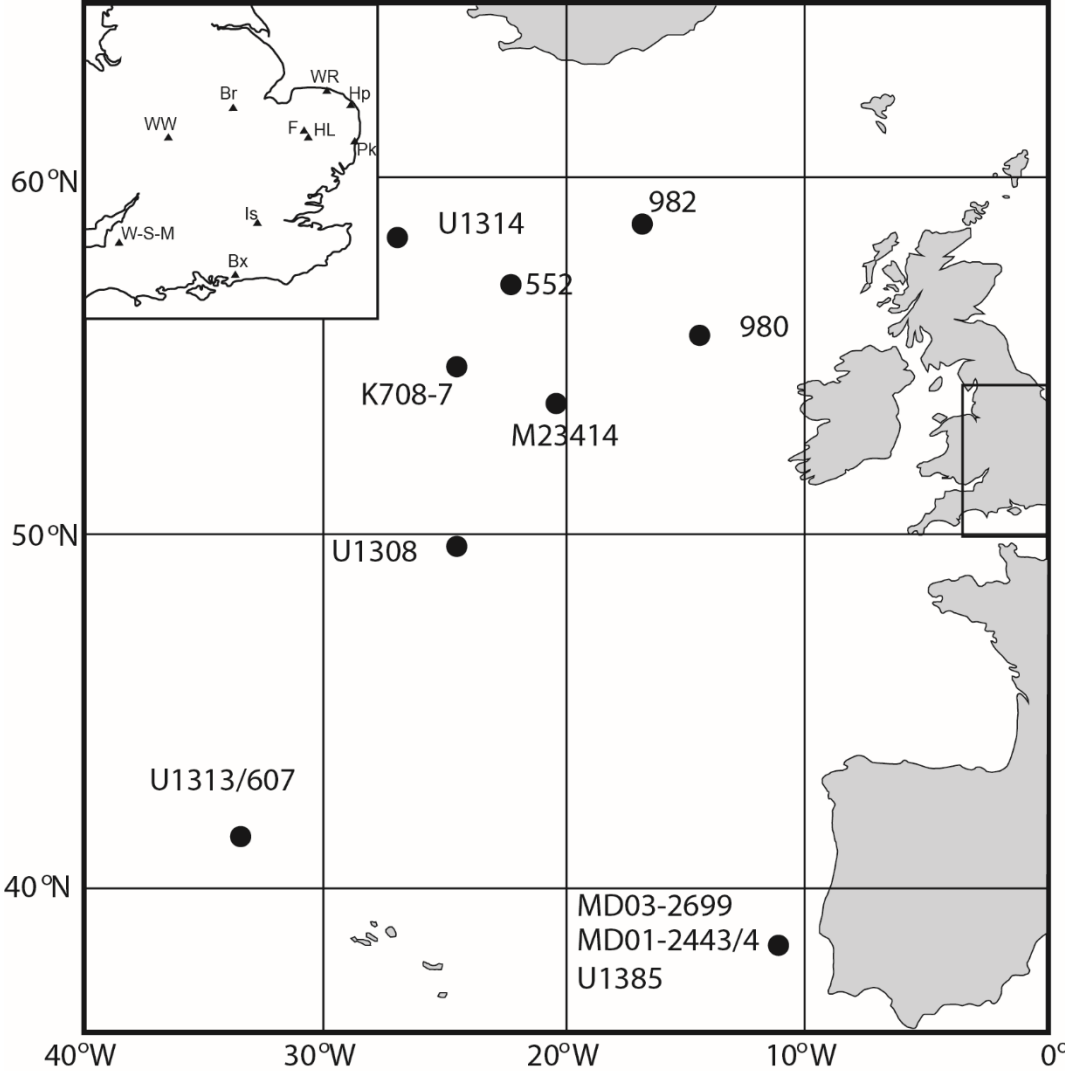 WR
Br
Hp
WW
F
HL
Pk
60°N
982
Is
U1314
W-S-M
Bx
552
980
K708-7
M23414
50°N
U1308
U1313/607
40°N
MD03-2699
MD01-2443/4
U1385
40°W
30°W
20°W
10°W
0°